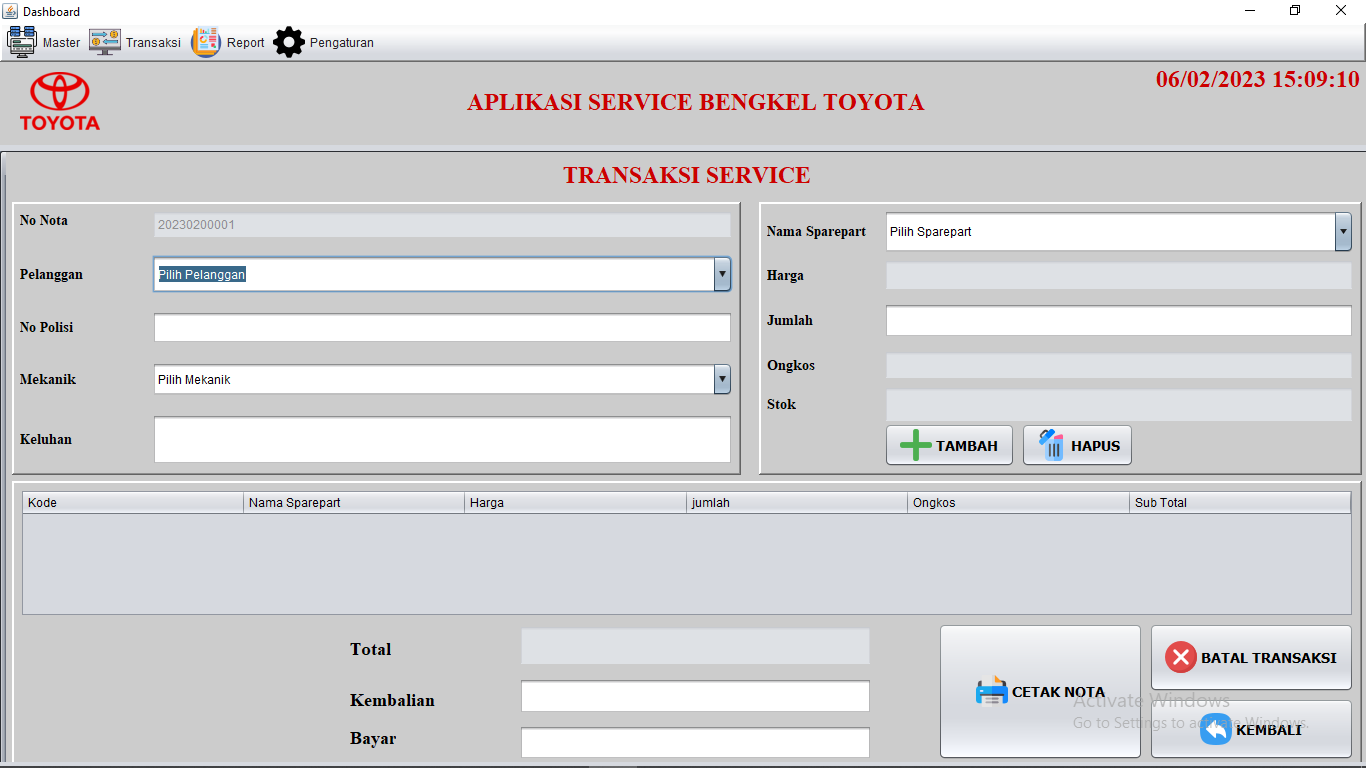 Dashboard
Master Transaksi Report Pengaturan
TOYOTA
APLIKASI SERVICE BENGKEL TOYOTA
06/02/2023 15:09:10
TRANSAKSI SERVICE
No Nota 20230200001
Pelanggan Pilih Pelanggan
No Polisi
Mekanik Pilih Mekanik
Keluhan
Nama Sparepart Pilih Sparepart
Harga
Jumlah
Ongkos
Stok
TAMBAH HAPUS
Kode Nama Sparepart Harga jumlah Ongkos Sub Total
Total
Kembalian
Bayar
CETAK NOTA
BATAL TRANSAKSI
KEMBALI
Activate Windows
Go to Settings to activate Windows.